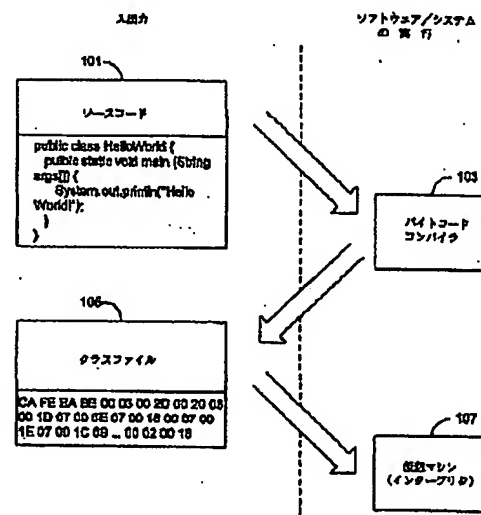 入出力
ソフトウェア/システム
の 実 行
101
ソースコード
public class HelloWorld {
public static void main (String
args[]) {
System.out.println("Hello
World!");
}
}
103
バイトコード
コンパイラ
105
クラスファイル
CA FE BA BE 00 03 00 2D 00 20 08
00 1D 07 00 0E 07 00 18 00 07 00
1E 07 00 1C 09 ... 00 02 00 18
107
仮想マシン
(インタープリタ)